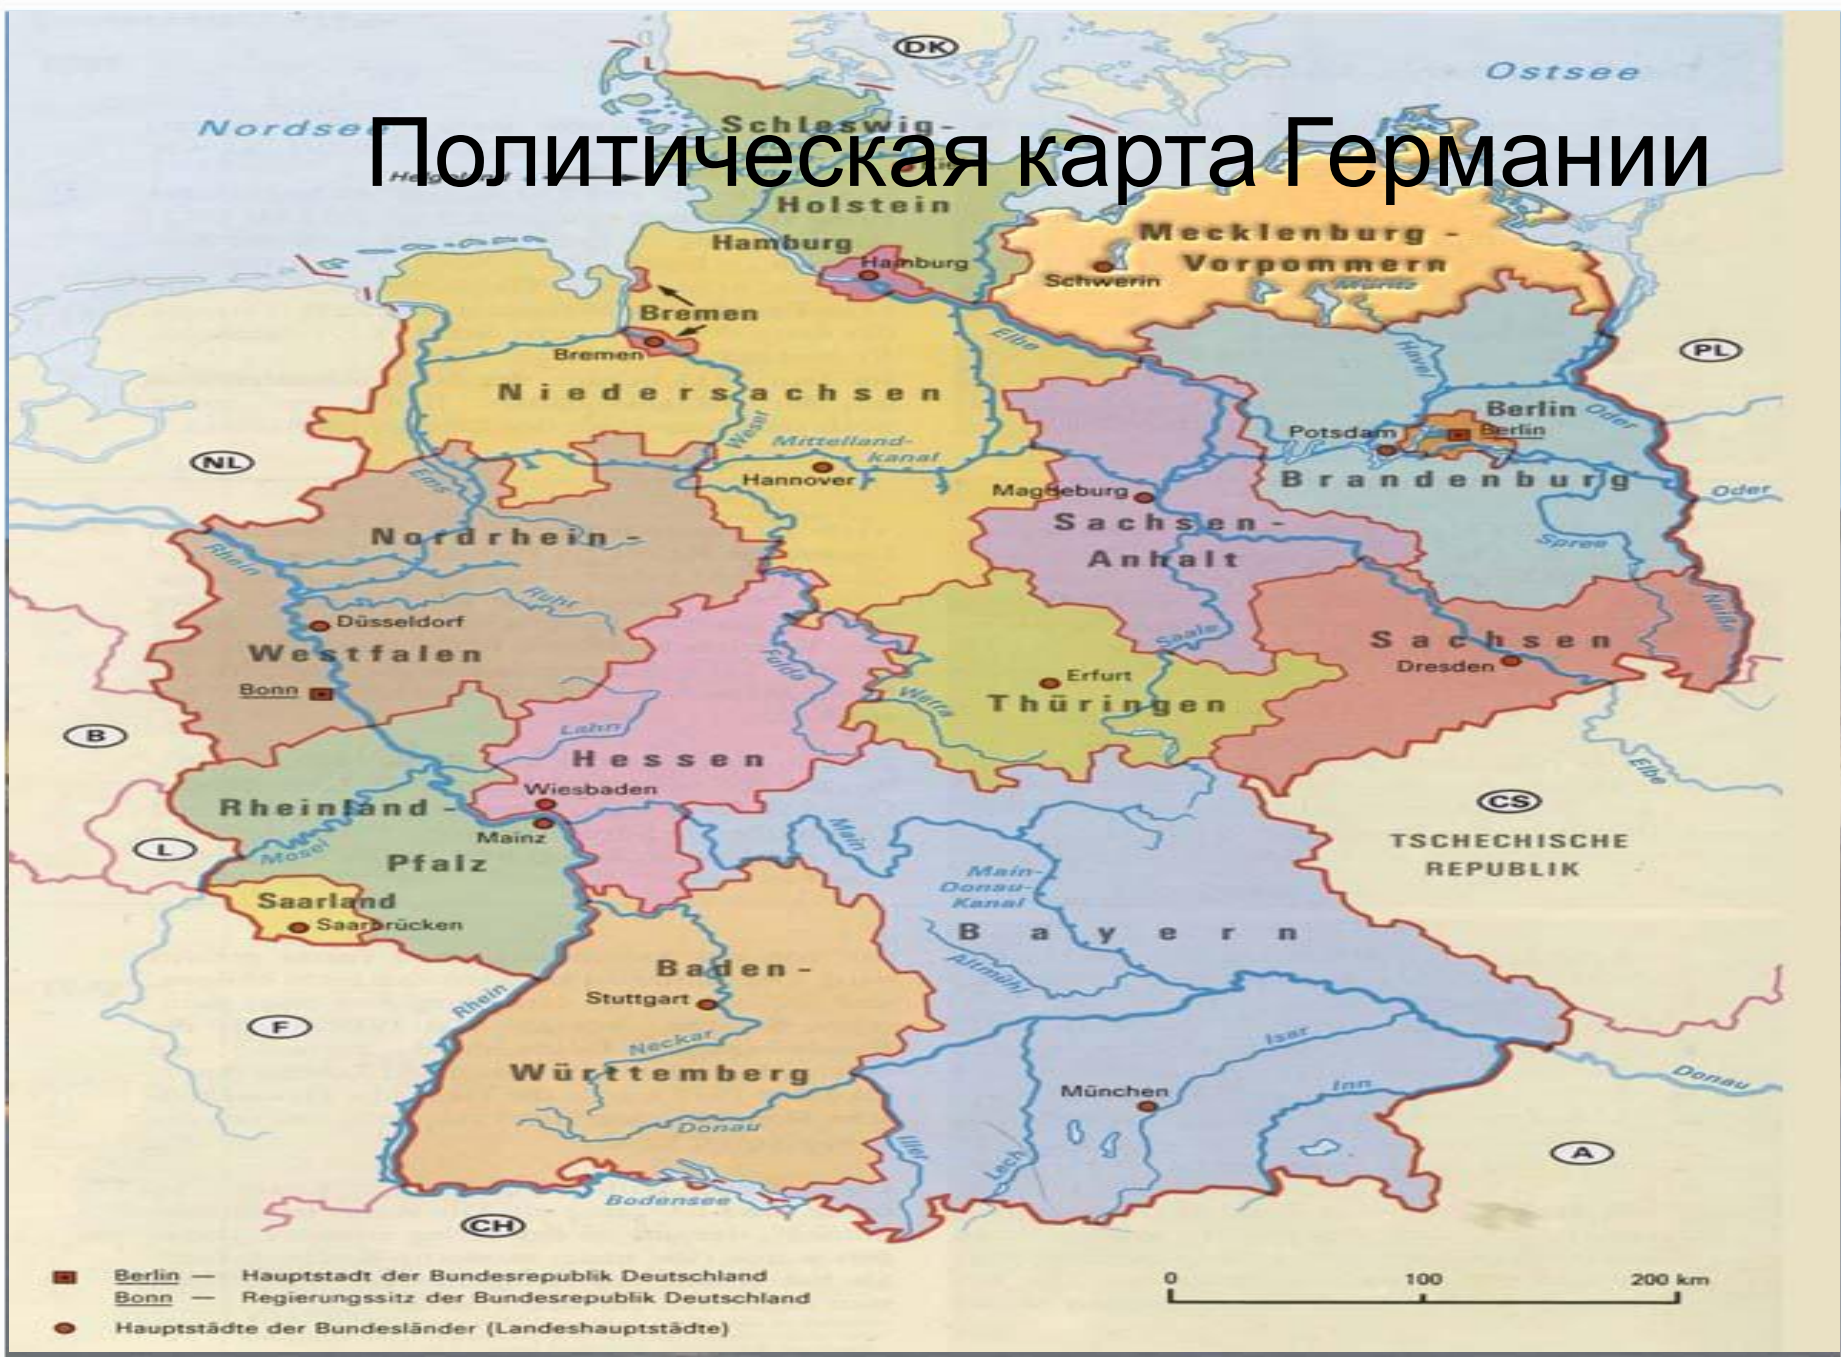 DK
Ostsee
Nordsee
Политическая карта Германии
Schleswig-
Helgoland
Holstein
Hamburg
Hamburg
Mecklenburg -
Vorpommern
Schwerin
Müritz
Bremen
Bremen
Elbe
Havel
PL
Niedersachsen
Weser
Berlin
Berlin
Oder
Potsdam
Mittelland-
kanal
NL
Ems
Hannover
Magdeburg
Brandenburg
Oder
Sachsen-
Anhalt
Spree
Nordrhein -
Rhein
Ruhr
Neiße
Düsseldorf
Westfalen
Saale
Sachsen
Dresden
Fulda
Erfurt
Bonn
Werra
Thüringen
B
Lahn
Hessen
Elbe
Wiesbaden
CS
Rheinland -
Mainz
Main
TSCHECHISCHE
REPUBLIK
L
Mosel
Pfalz
Main-
Donau-
Kanal
Saarland
Saarbrücken
Bayern
Baden -
Altmühl
Stuttgart
Rhein
F
Neckar
Isar
Württemberg
München
Inn
Donau
Donau
Iller
Lech
A
Bodensee
CH
Berlin — Hauptstadt der Bundesrepublik Deutschland
Bonn — Regierungssitz der Bundesrepublik Deutschland
Hauptstädte der Bundesländer (Landeshauptstädte)
0 100 200 km